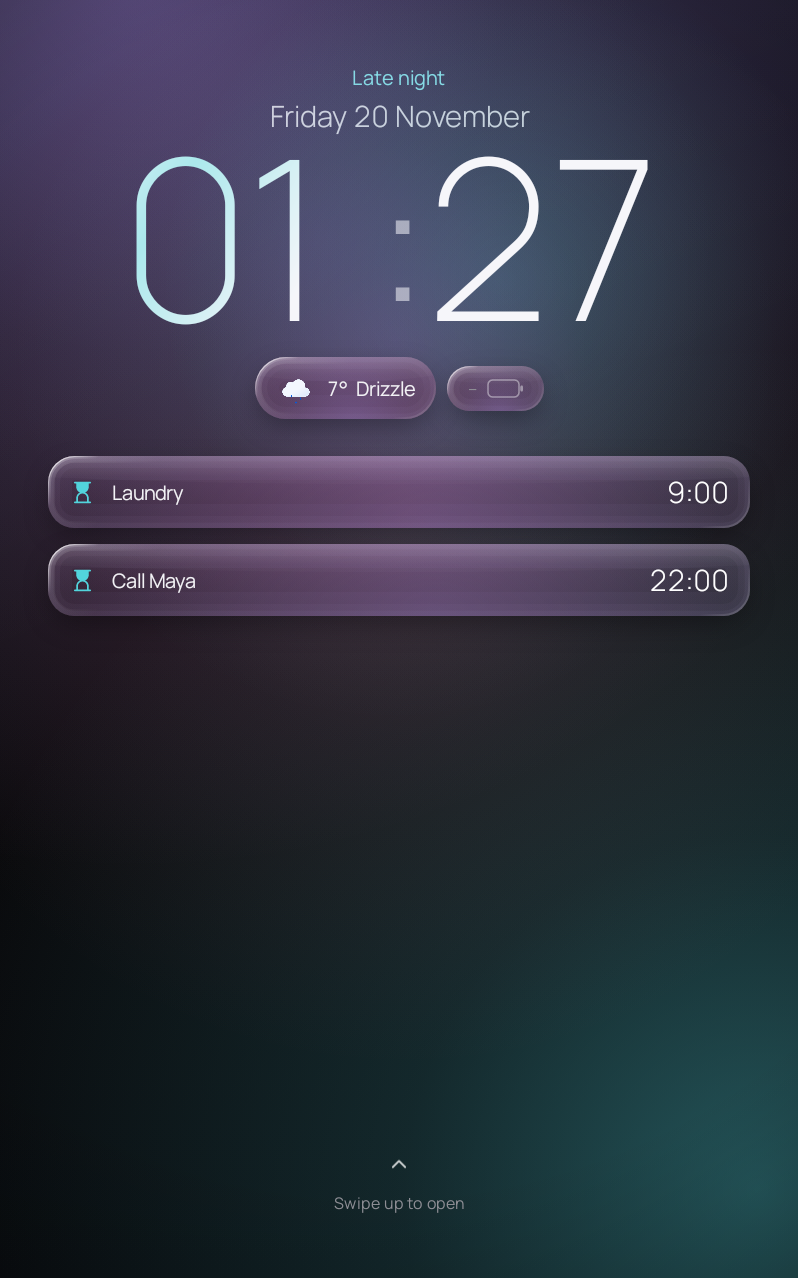 Late night
Friday 20 November
01:27
7° Drizzle
–
Laundry 9:00
Call Maya 22:00
Swipe up to open